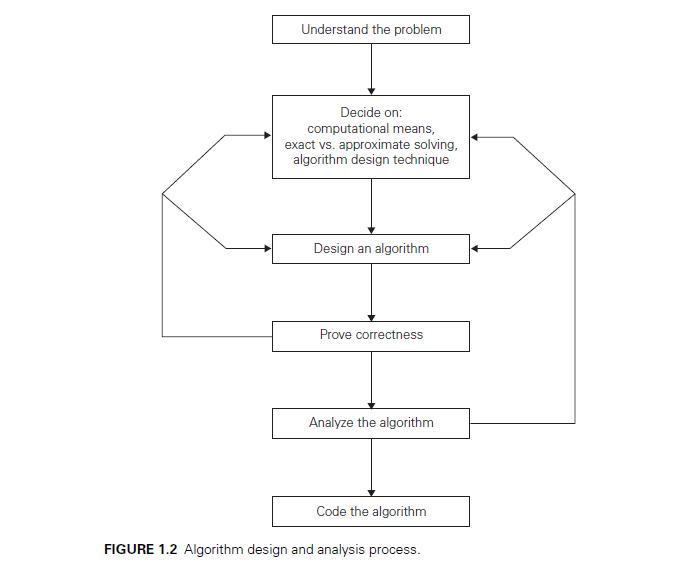 Understand the problem
Decide on:
computational means,
exact vs. approximate solving,
algorithm design technique
Design an algorithm
Prove correctness
Analyze the algorithm
Code the algorithm
FIGURE 1.2 Algorithm design and analysis process.